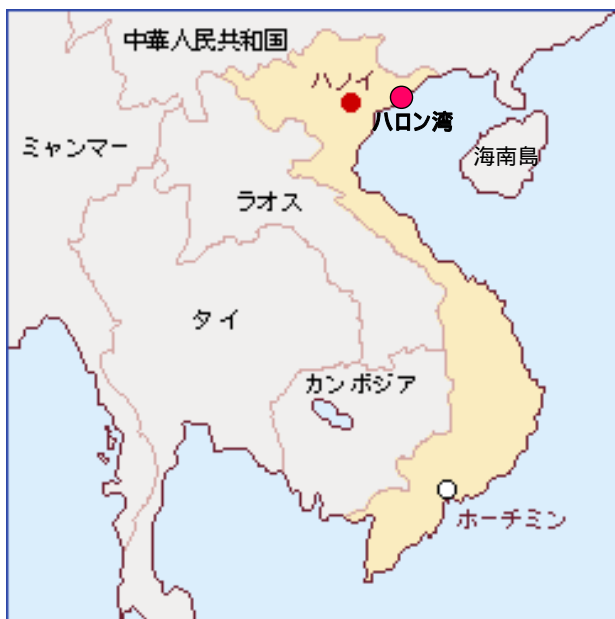 中華人民共和国
ハノイ
ハロン湾
ミャンマー
海南島
ラオス
タイ
カンボジア
ホーチミン